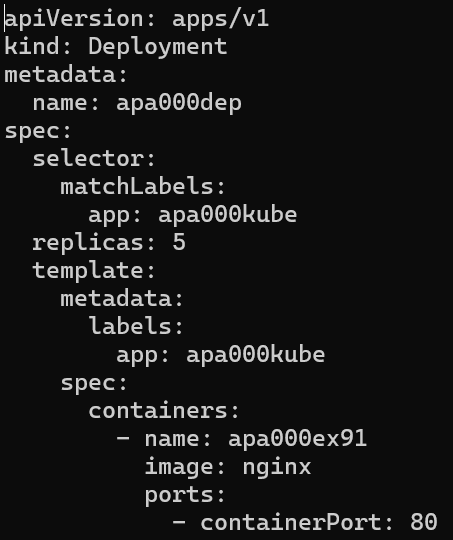 apiVersion: apps/v1
kind: Deployment
metadata:
  name: apa000dep
spec:
  selector:
    matchLabels:
      app: apa000kube
  replicas: 5
  template:
    metadata:
      labels:
        app: apa000kube
    spec:
      containers:
        - name: apa000ex91
          image: nginx
          ports:
            - containerPort: 80